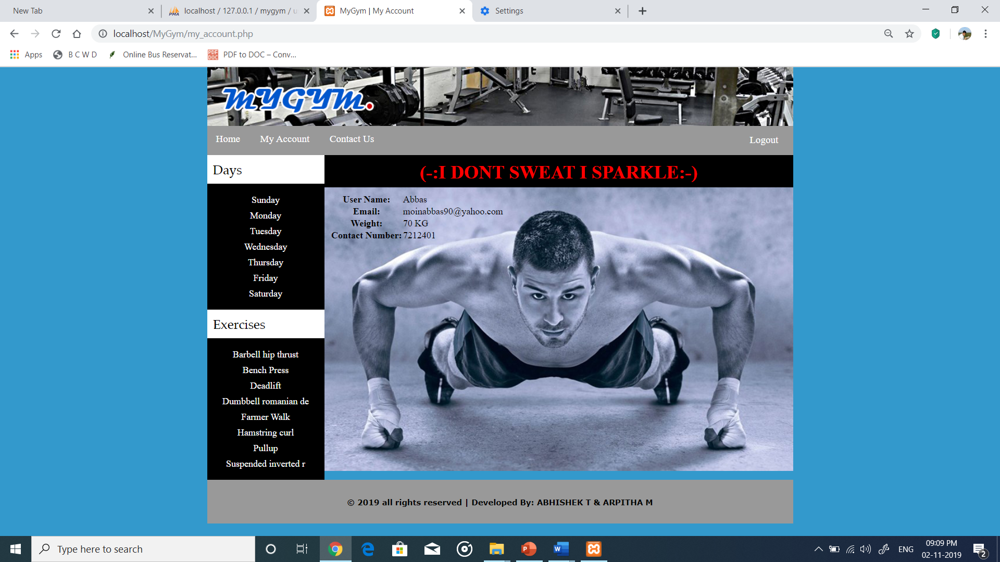 New Tab
localhost / 127.0.0.1 / mygym / u
MyGym | My Account
Settings
localhost/MyGym/my_account.php
Apps
B C W D
Online Bus Reservat...
PDF to DOC – Conv...
MYGYM.
Home
My Account
Contact Us
Logout
Days
Sunday
Monday
Tuesday
Wednesday
Thursday
Friday
Saturday
Exercises
Barbell hip thrust
Bench Press
Deadlift
Dumbbell romanian de
Farmer Walk
Hamstring curl
Pullup
Suspended inverted r
(-:I DONT SWEAT I SPARKLE:-)
User Name: Abbas
Email: moinabbas90@yahoo.com
Weight: 70 KG
Contact Number: 7212401
© 2019 all rights reserved | Developed By: ABHISHEK T & ARPITHA M
Type here to search
ENG
09:09 PM
02-11-2019
2